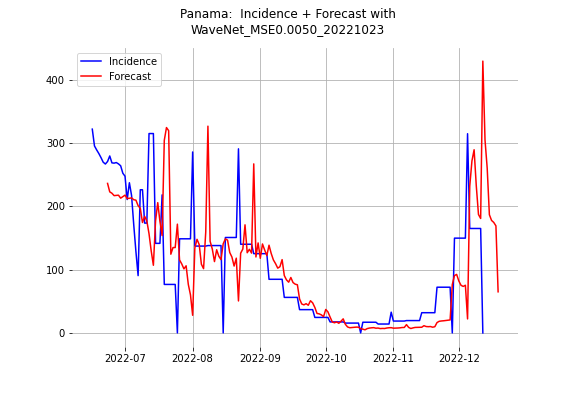 Panama:  Incidence + Forecast with
WaveNet_MSE0.0050_20221023
Incidence
Forecast
400
300
200
100
0
2022-07
2022-08
2022-09
2022-10
2022-11
2022-12